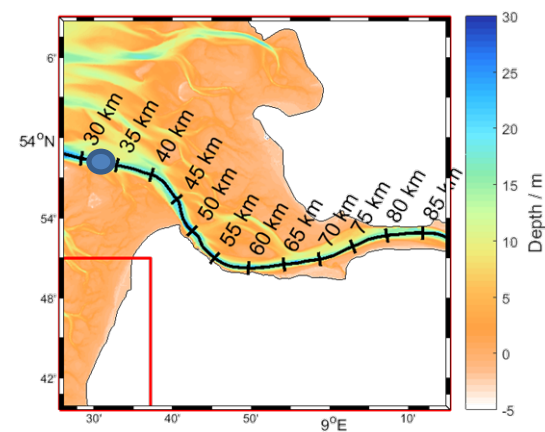 6'
54°N
54'
48'
42'
30'
40'
50'
9°E
10'
30 km
35 km
40 km
45 km
50 km
55 km
60 km
65 km
70 km
75 km
80 km
85 km
30
25
20
15
10
5
0
-5
Depth / m